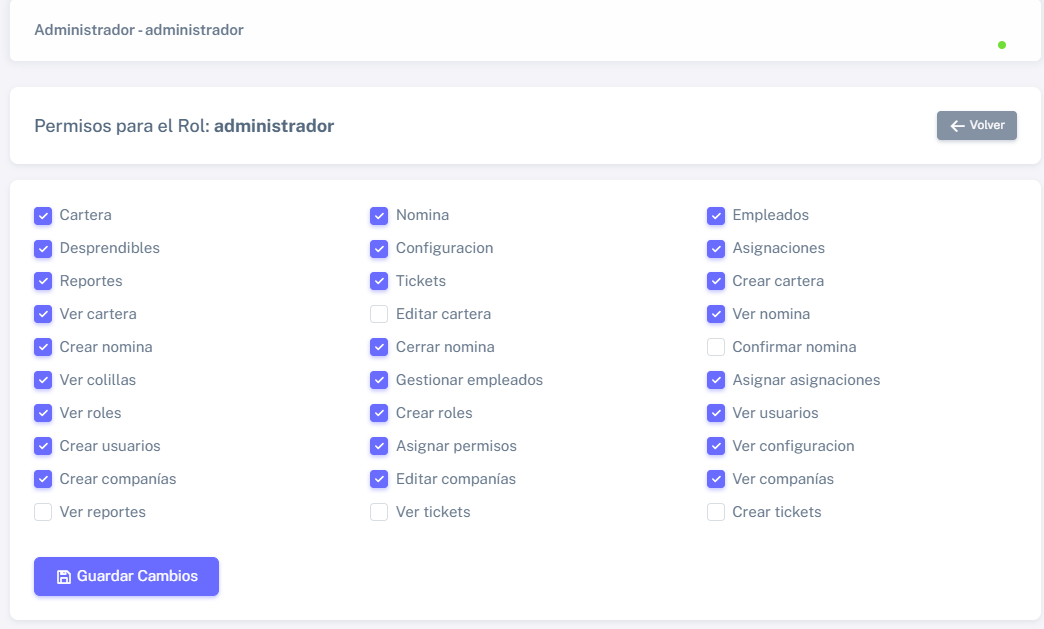 Administrador - administrador
Permisos para el Rol: administrador
Volver
Cartera
Nomina
Empleados
Desprendibles
Configuracion
Asignaciones
Reportes
Tickets
Crear cartera
Ver cartera
Editar cartera
Ver nomina
Crear nomina
Cerrar nomina
Confirmar nomina
Ver colillas
Gestionar empleados
Asignar asignaciones
Ver roles
Crear roles
Ver usuarios
Crear usuarios
Asignar permisos
Ver configuracion
Crear companías
Editar companías
Ver companías
Ver reportes
Ver tickets
Crear tickets
Guardar Cambios